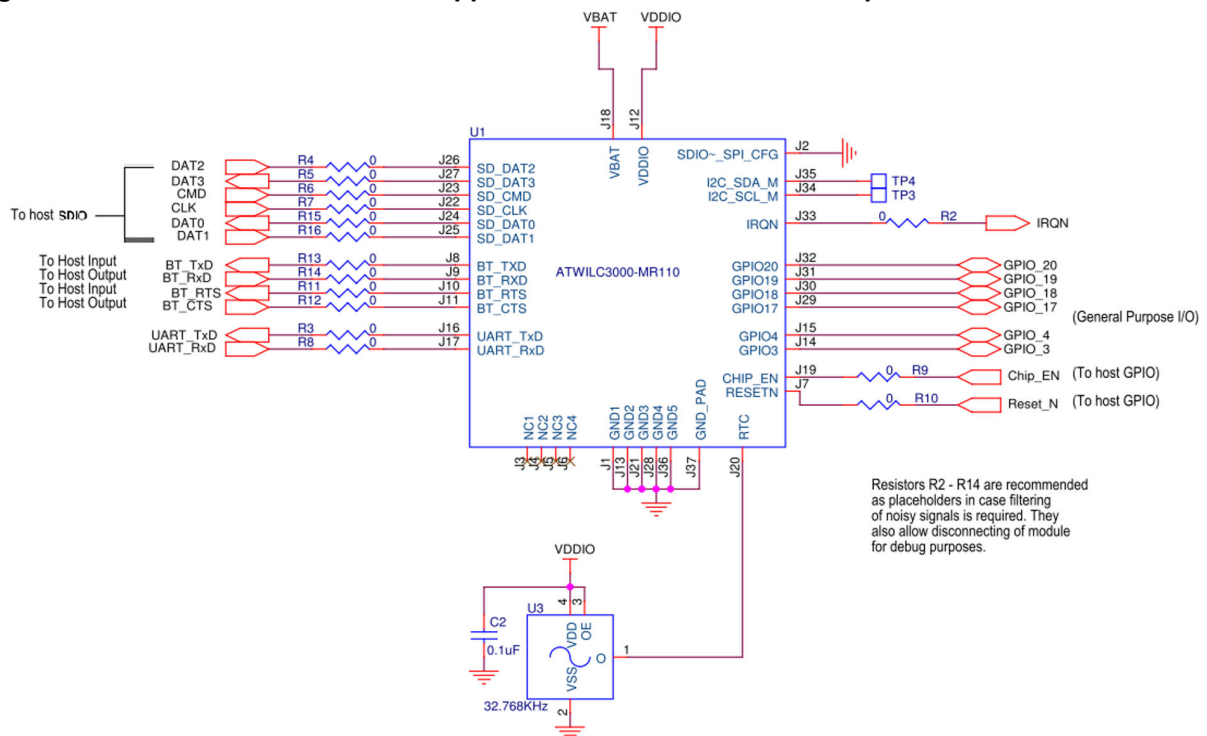 VBAT VDDIO
J18 J12
U1
VBAT VDDIO
SDIO~_SPI_CFG J2
To host SDIO
DAT2 R4 0 J26 SD_DAT2
DAT3 R5 0 J27 SD_DAT3
CMD R6 0 J23 SD_CMD
CLK R7 0 J22 SD_CLK
DAT0 R15 0 J24 SD_DAT0
DAT1 R16 0 J25 SD_DAT1
I2C_SDA_M J35 TP4
I2C_SCL_M J34 TP3
IRQN J33 0 R2 IRQN
ATWILC3000-MR110
To Host Input BT_TxD R13 0 J8 BT_TXD
To Host Output BT_RxD R14 0 J9 BT_RXD
To Host Input BT_RTS R11 0 J10 BT_RTS
To Host Output BT_CTS R12 0 J11 BT_CTS
UART_TxD R3 0 J16 UART_TxD
UART_RxD R8 0 J17 UART_RxD
GPIO20 J32 GPIO_20
GPIO19 J31 GPIO_19
GPIO18 J30 GPIO_18
GPIO17 J29 GPIO_17
(General Purpose I/O)
GPIO4 J15 GPIO_4
GPIO3 J14 GPIO_3
CHIP_EN J19 0 R9 Chip_EN (To host GPIO)
RESETN J7 0 R10 Reset_N (To host GPIO)
NC1 NC2 NC3 NC4
GND1 GND2 GND3 GND4 GND5 GND_PAD RTC
J3 J4 J5 J6
J1 J13 J21 J28 J36 J37 J20
Resistors R2 - R14 are recommended
as placeholders in case filtering
of noisy signals is required. They
also allow disconnecting of module
for debug purposes.
VDDIO
4 3
U3
C2
0.1uF
VDD OE
O 1
VSS
32.768KHz
2